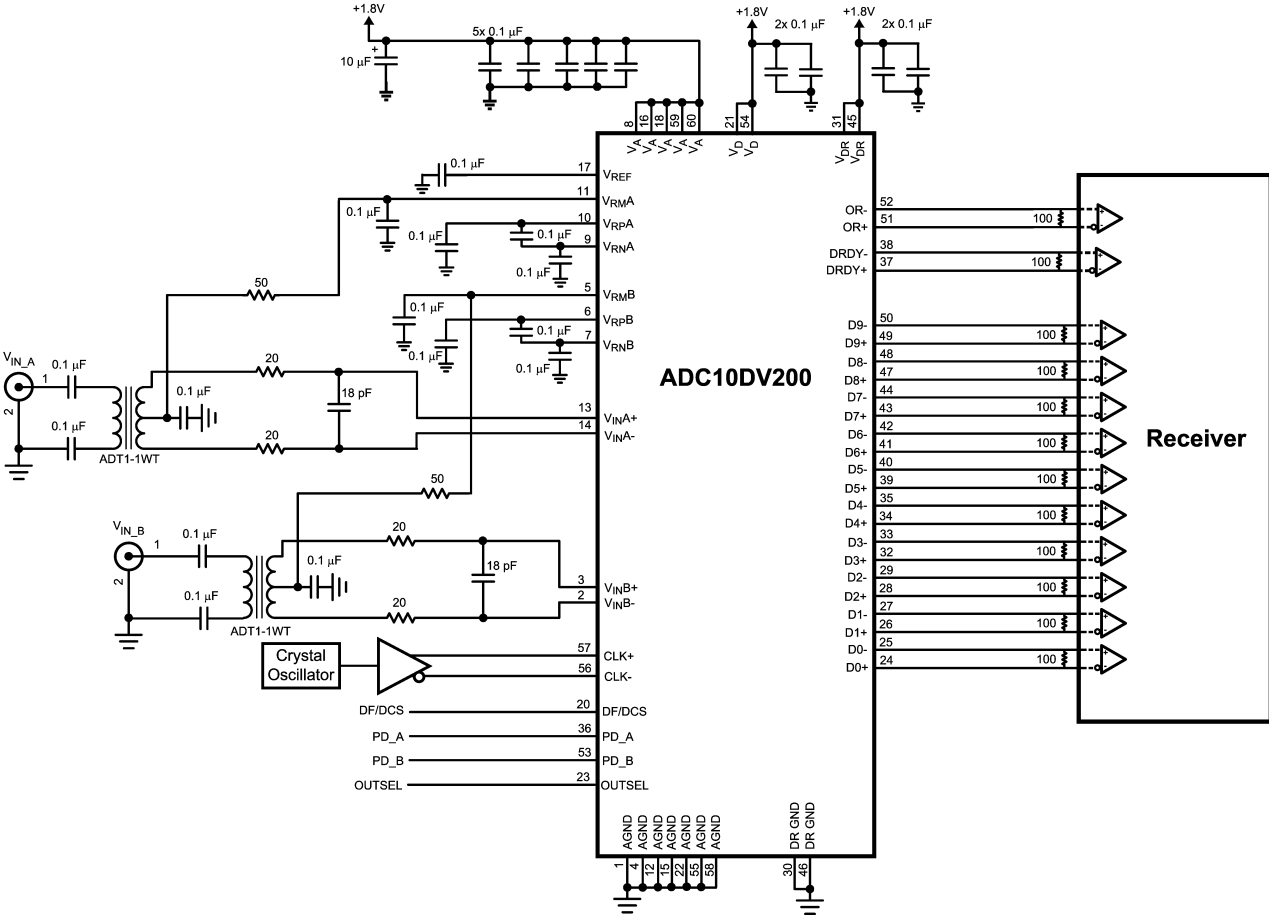 +1.8V
+1.8V
+1.8V
5x 0.1 µF
2x 0.1 µF
2x 0.1 µF
+
10 µF
8
16
18
59
60
21
54
31
45
VA
VA
VA
VA
VA
VD
VD
VDR
VDR
0.1 µF
17
VREF
11
VRMA
0.1 µF
10
VRPA
0.1 µF
0.1 µF
9
VRNA
0.1 µF
50
5
VRMB
0.1 µF
6
VRPB
0.1 µF
0.1 µF
7
VRNB
0.1 µF
VIN_A
0.1 µF
1
2
20
0.1 µF
18 pF
0.1 µF
20
ADT1-1WT
13
VINA+
14
VINA-
50
VIN_B
0.1 µF
1
2
20
0.1 µF
18 pF
0.1 µF
20
ADT1-1WT
3
VINB+
2
VINB-
Crystal
Oscillator
57
CLK+
56
CLK-
DF/DCS
20
DF/DCS
PD_A
36
PD_A
PD_B
53
PD_B
OUTSEL
23
OUTSEL
ADC10DV200
AGND
AGND
AGND
AGND
AGND
AGND
AGND
DR GND
DR GND
1
4
12
15
22
55
58
30
46
OR-
52
OR+
51
100
+
-
DRDY-
38
DRDY+
37
100
+
-
D9-
50
D9+
49
100
+
-
D8-
48
D8+
47
100
+
-
D7-
44
D7+
43
100
+
-
D6-
42
D6+
41
100
+
-
D5-
40
D5+
39
100
+
-
D4-
35
D4+
34
100
+
-
D3-
33
D3+
32
100
+
-
D2-
29
D2+
28
100
+
-
D1-
27
D1+
26
100
+
-
D0-
25
D0+
24
100
+
-
Receiver